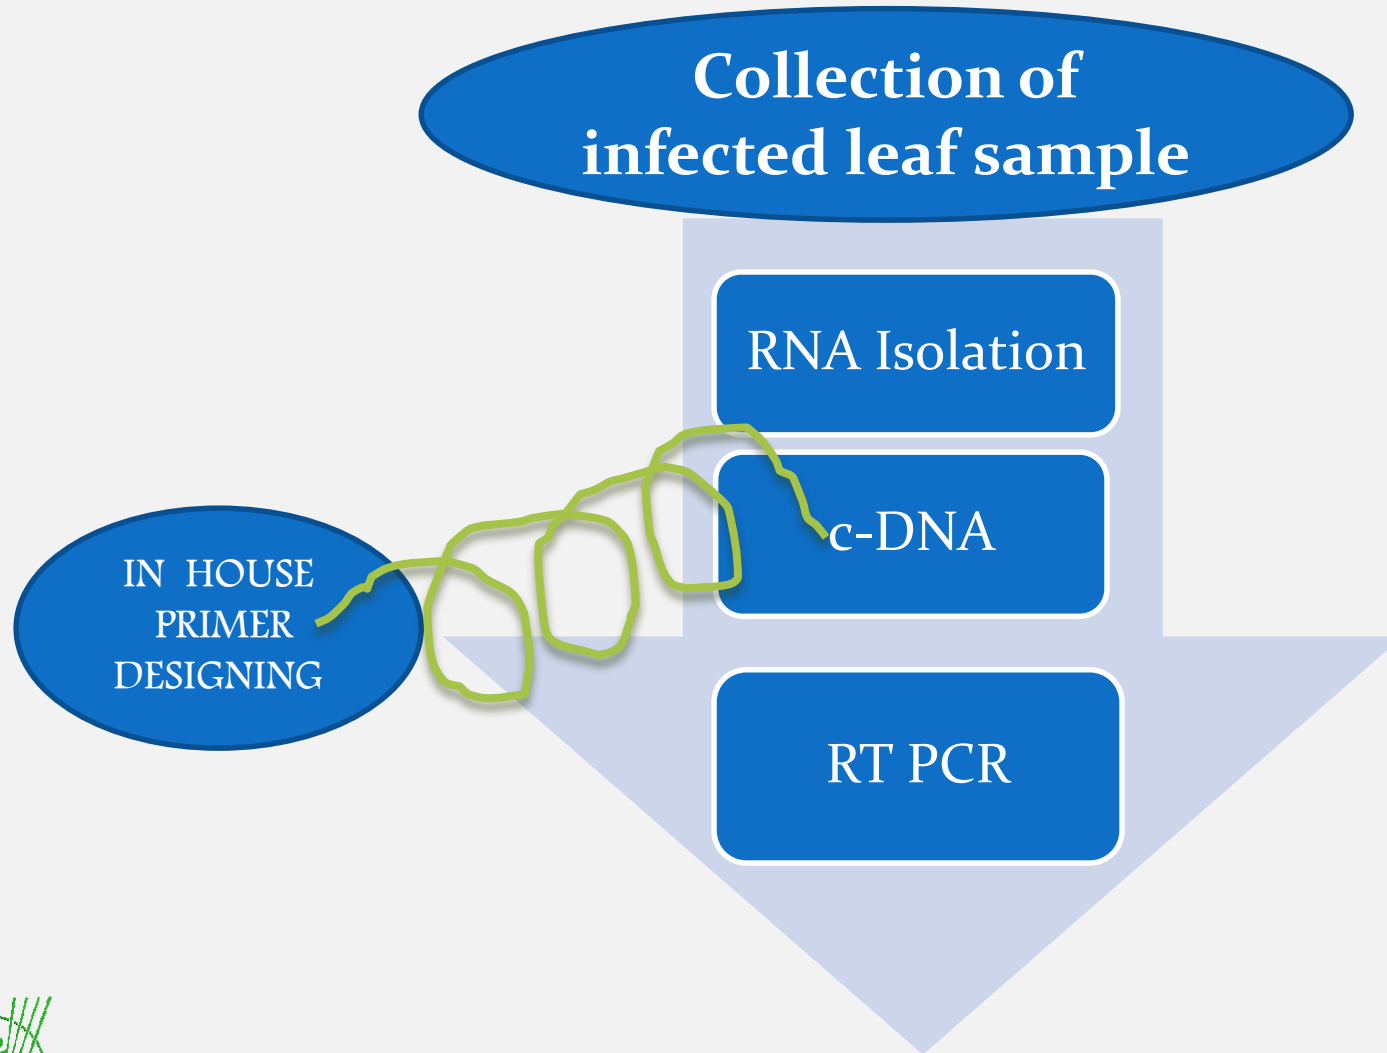 Collection of
infected leaf sample
RNA Isolation
c-DNA
IN HOUSE
PRIMER
DESIGNING
RT PCR